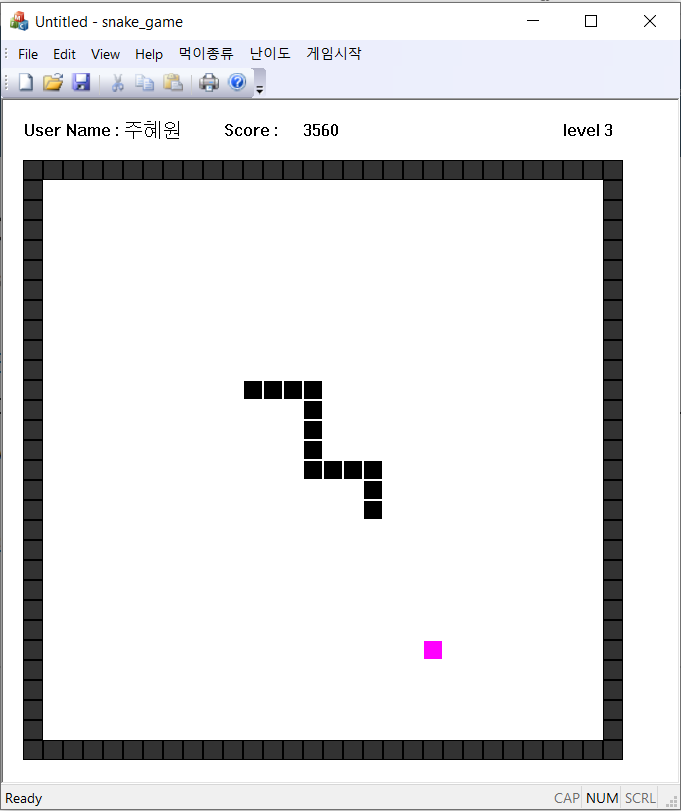 Untitled - snake_game
File Edit View Help 먹이종류 난이도 게임시작
User Name : 주혜원 Score : 3560 level 3
Ready CAP NUM SCRL